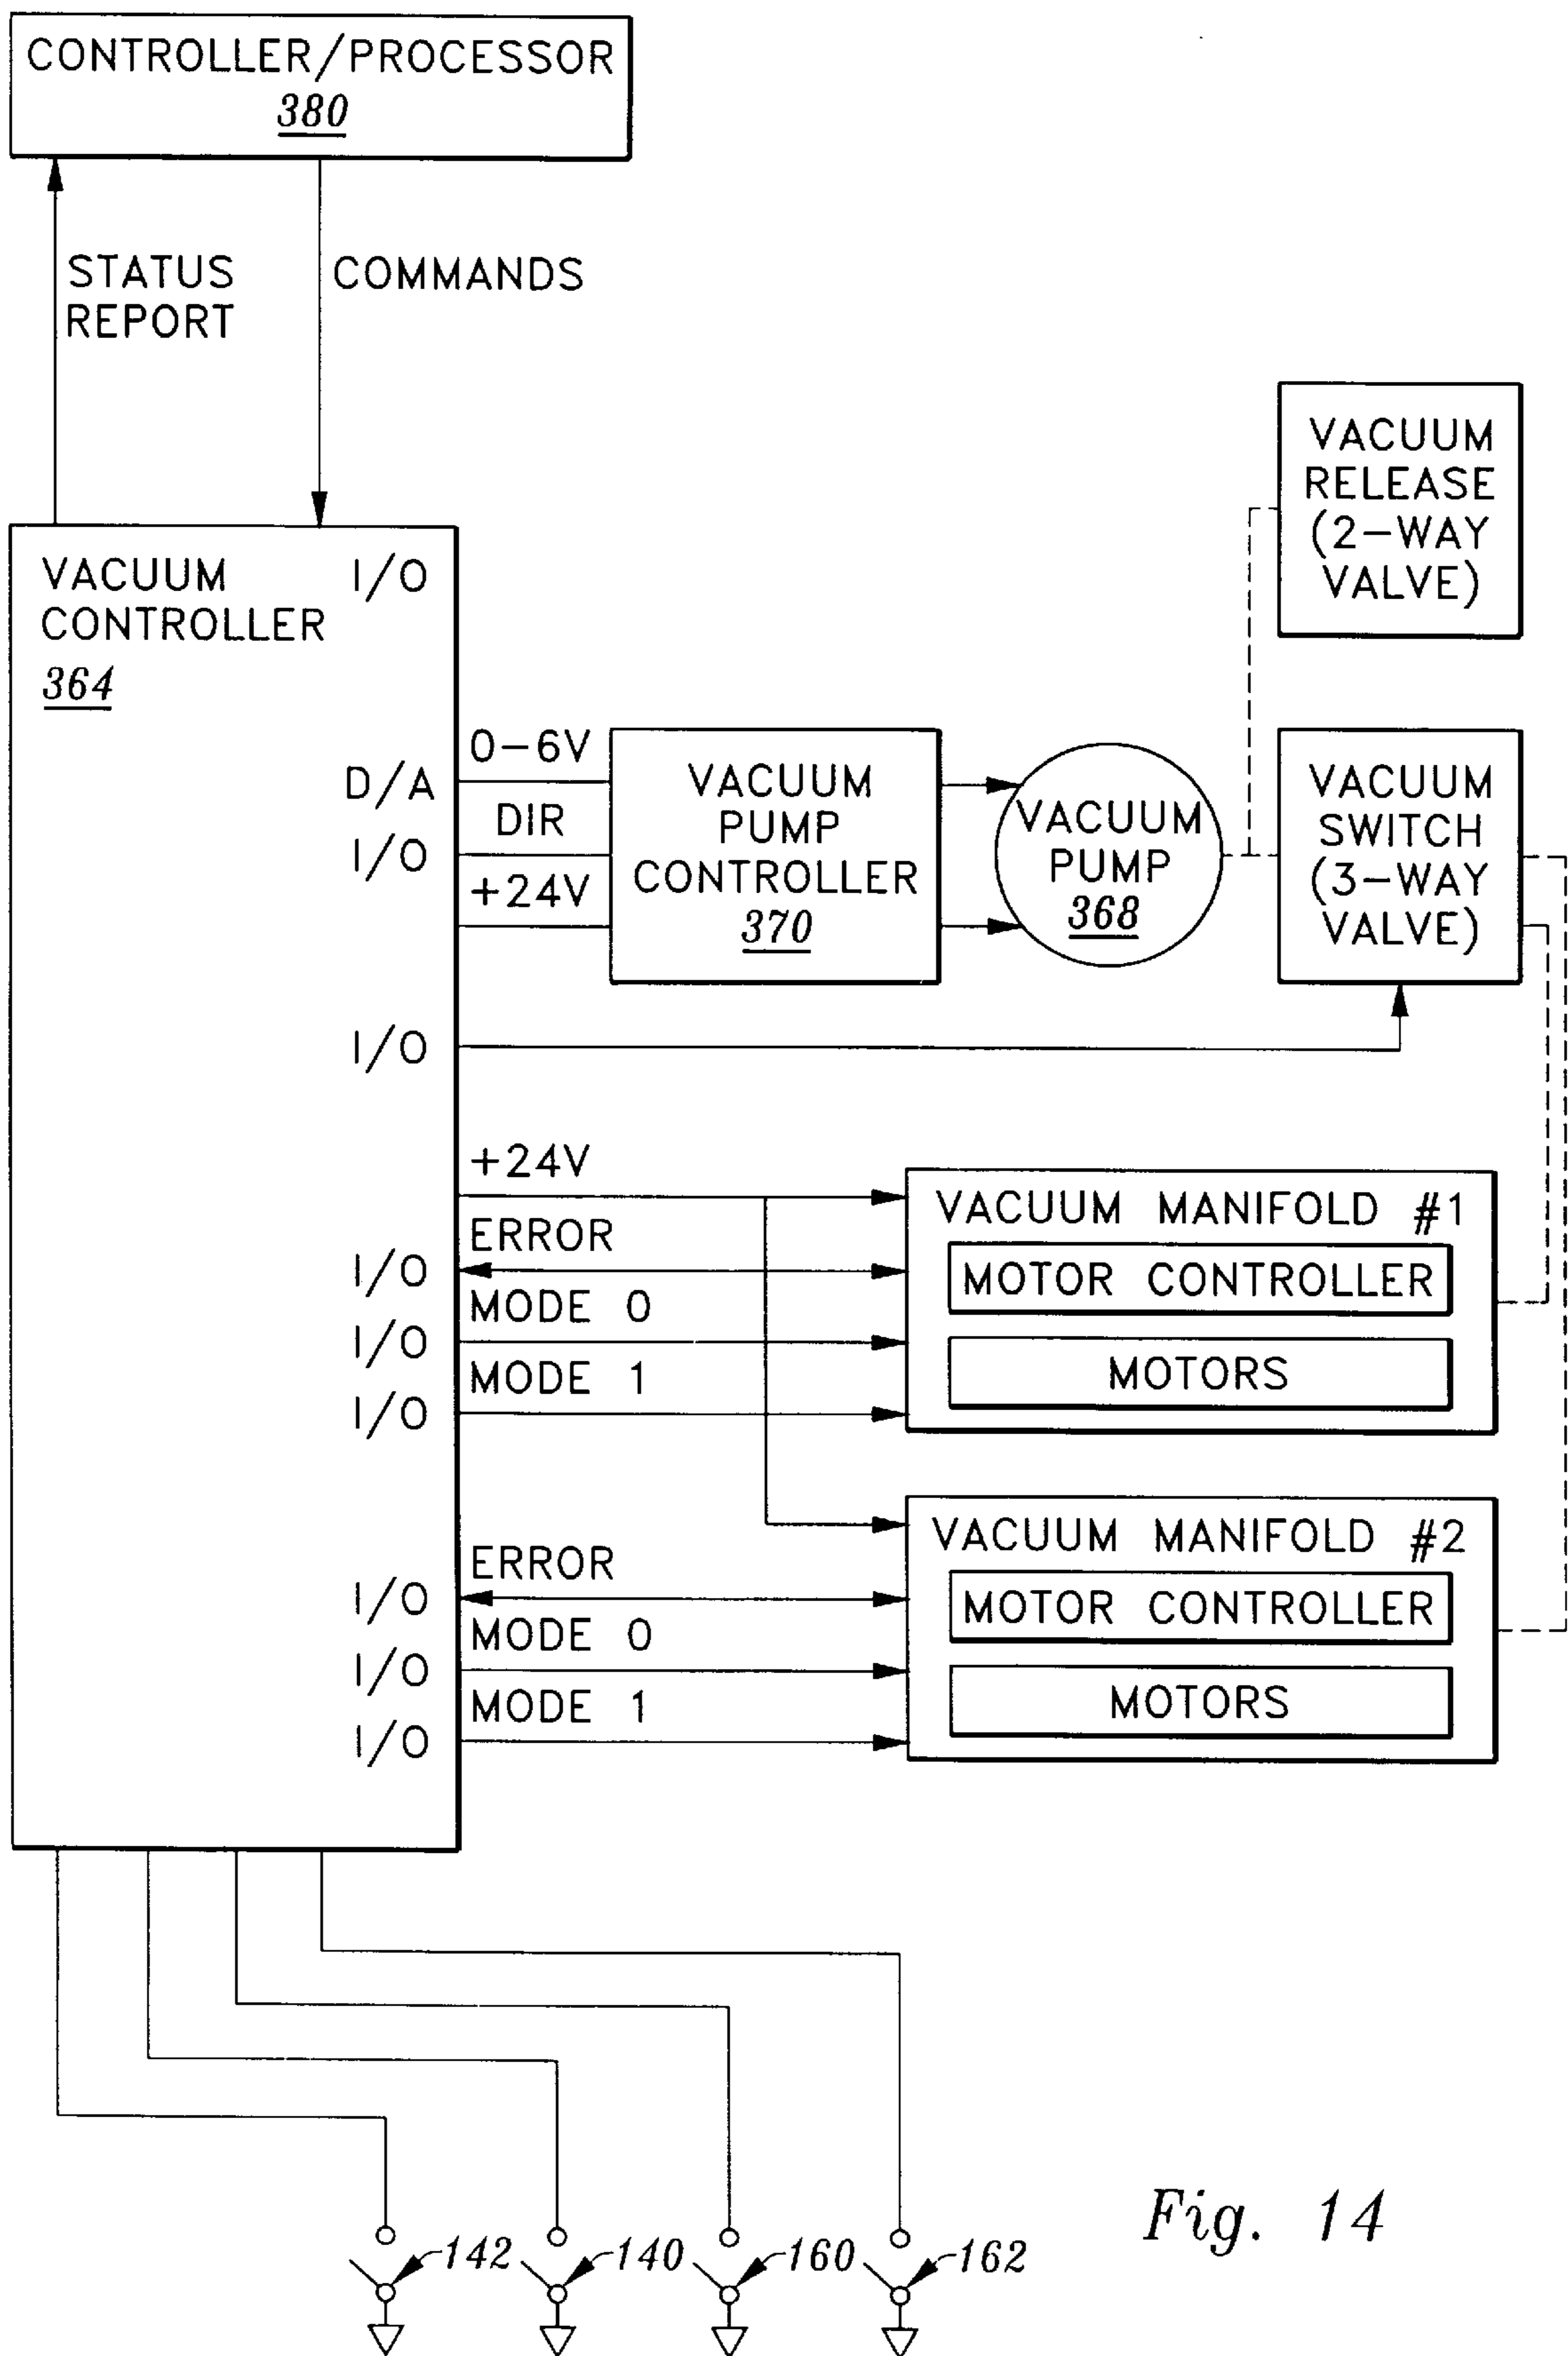 CONTROLLER/PROCESSOR
380
STATUS
REPORT
COMMANDS
VACUUM
RELEASE
(2-WAY
VALVE)
VACUUM
CONTROLLER
364
I/O
D/A
0-6V
I/O
DIR
+24V
VACUUM
PUMP
CONTROLLER
370
VACUUM
PUMP
368
VACUUM
SWITCH
(3-WAY
VALVE)
I/O
+24V
I/O
ERROR
I/O
MODE 0
I/O
MODE 1
VACUUM MANIFOLD #1
MOTOR CONTROLLER
MOTORS
I/O
ERROR
I/O
MODE 0
I/O
MODE 1
VACUUM MANIFOLD #2
MOTOR CONTROLLER
MOTORS
142
140
160
162
Fig. 14